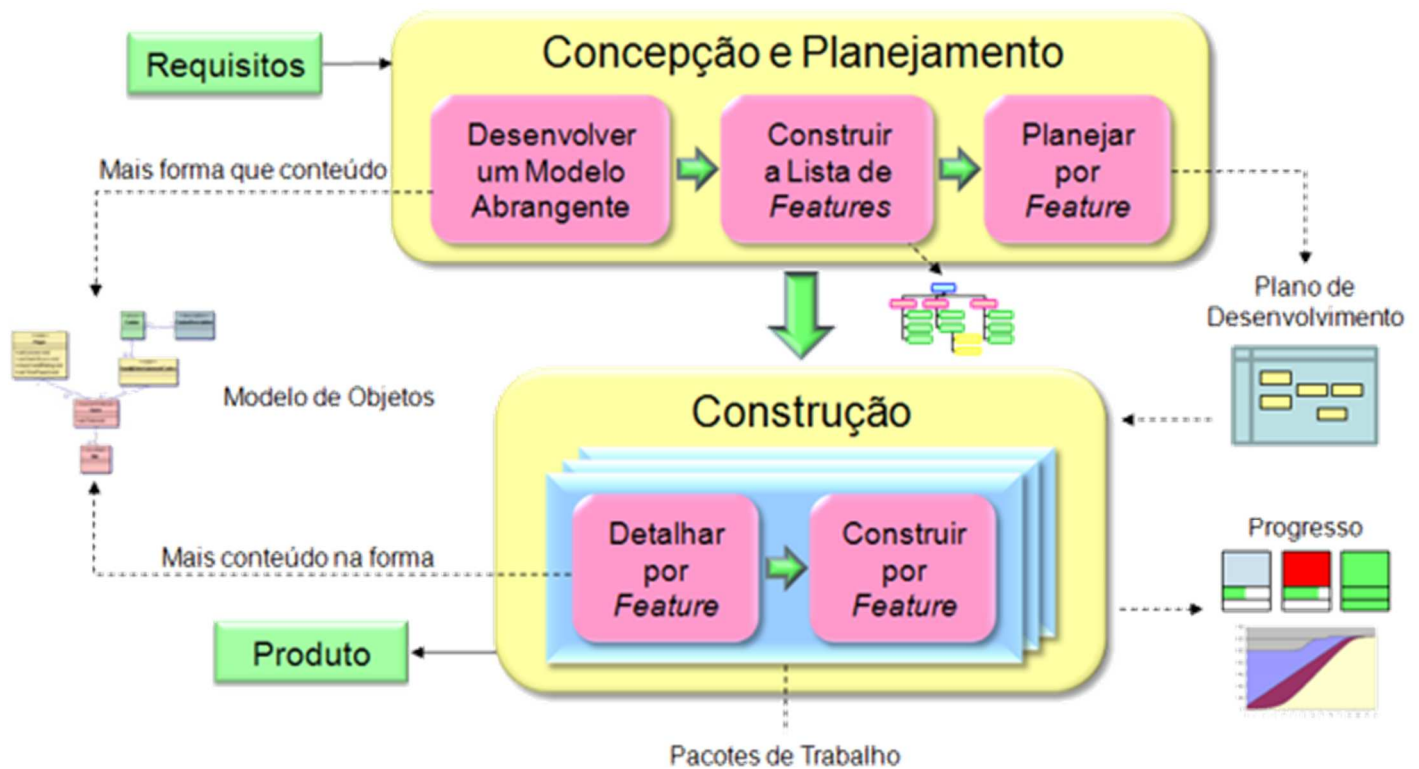 Concepção e Planejamento
Requisitos
Desenvolver
um Modelo
Abrangente
Construir
a Lista de
Features
Planejar
por
Feature
Mais forma que conteúdo
Plano de
Desenvolvimento
Modelo de Objetos
Construção
Detalhar
por
Feature
Construir
por
Feature
Mais conteúdo na forma
Progresso
Produto
Pacotes de Trabalho